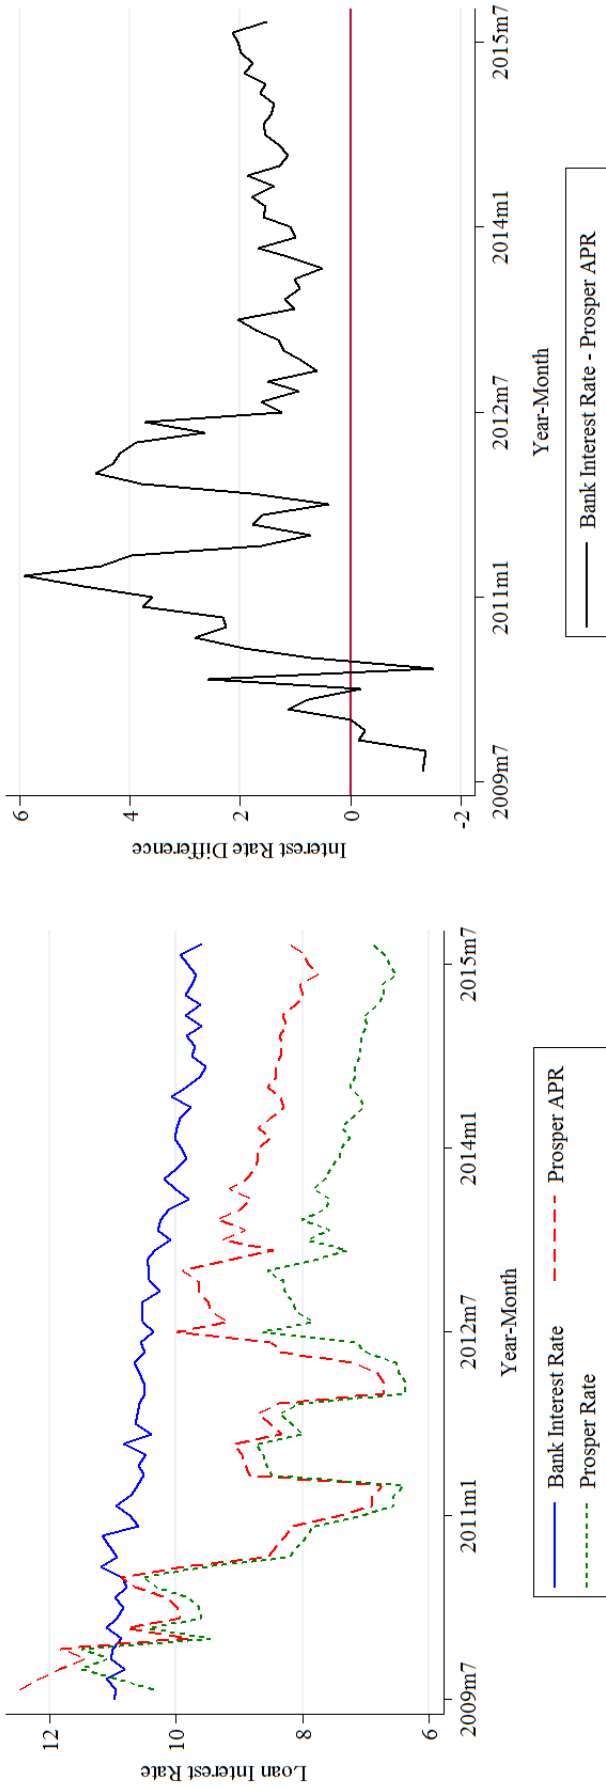 Loan Interest Rate
12
10
8
6
2009m7
2011m1
2012m7
2014m1
2015m7
Year-Month
Bank Interest Rate
Prosper APR
Prosper Rate
Interest Rate Difference
6
4
2
0
-2
2009m7
2011m1
2012m7
2014m1
2015m7
Year-Month
Bank Interest Rate - Prosper APR